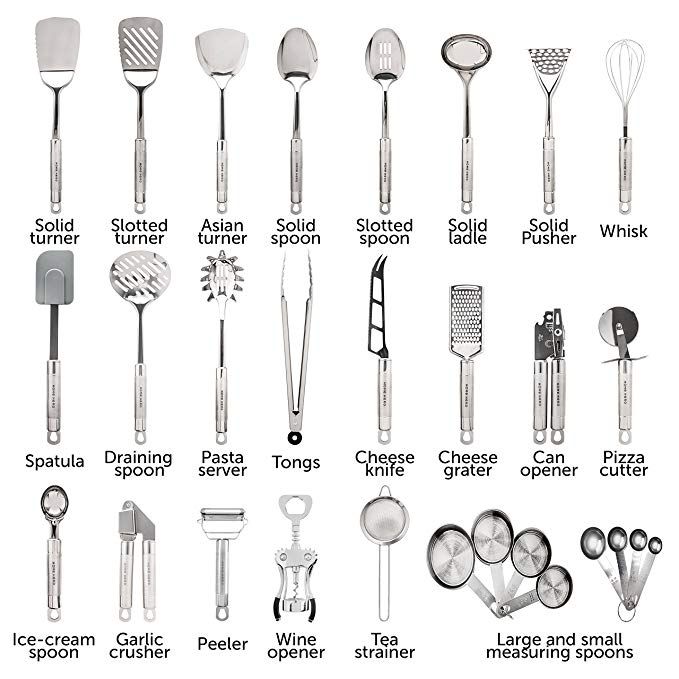 Solid turner
Slotted turner
Asian turner
Solid spoon
Slotted spoon
Solid ladle
Solid Pusher
Whisk
Spatula
Draining spoon
Pasta server
Tongs
Cheese knife
Cheese grater
Can opener
Pizza cutter
Ice-cream spoon
Garlic crusher
Peeler
Wine opener
Tea strainer
Large and small
measuring spoons